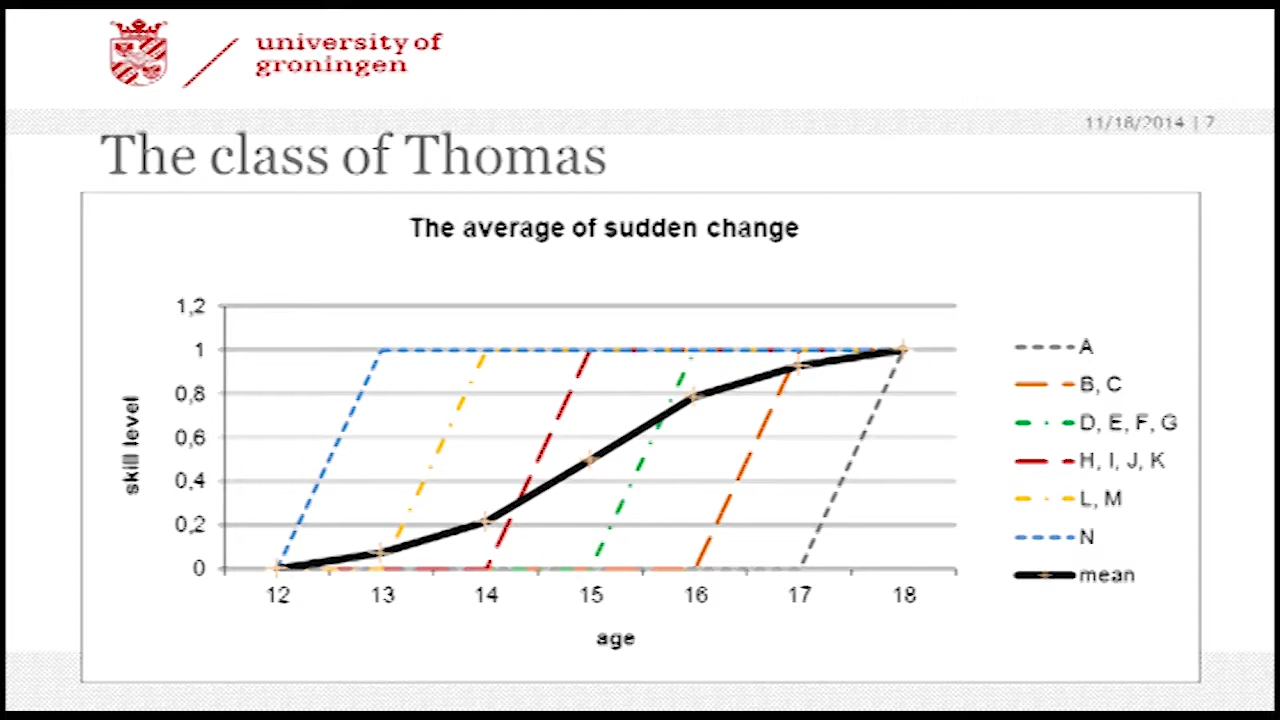 university of
groningen
11/18/2014 | 7
The class of Thomas
The average of sudden change
1,2
1
0,8
0,6
0,4
0,2
0
skill level
12 13 14 15 16 17 18
age
A
B, C
D, E, F, G
H, I, J, K
L, M
N
mean